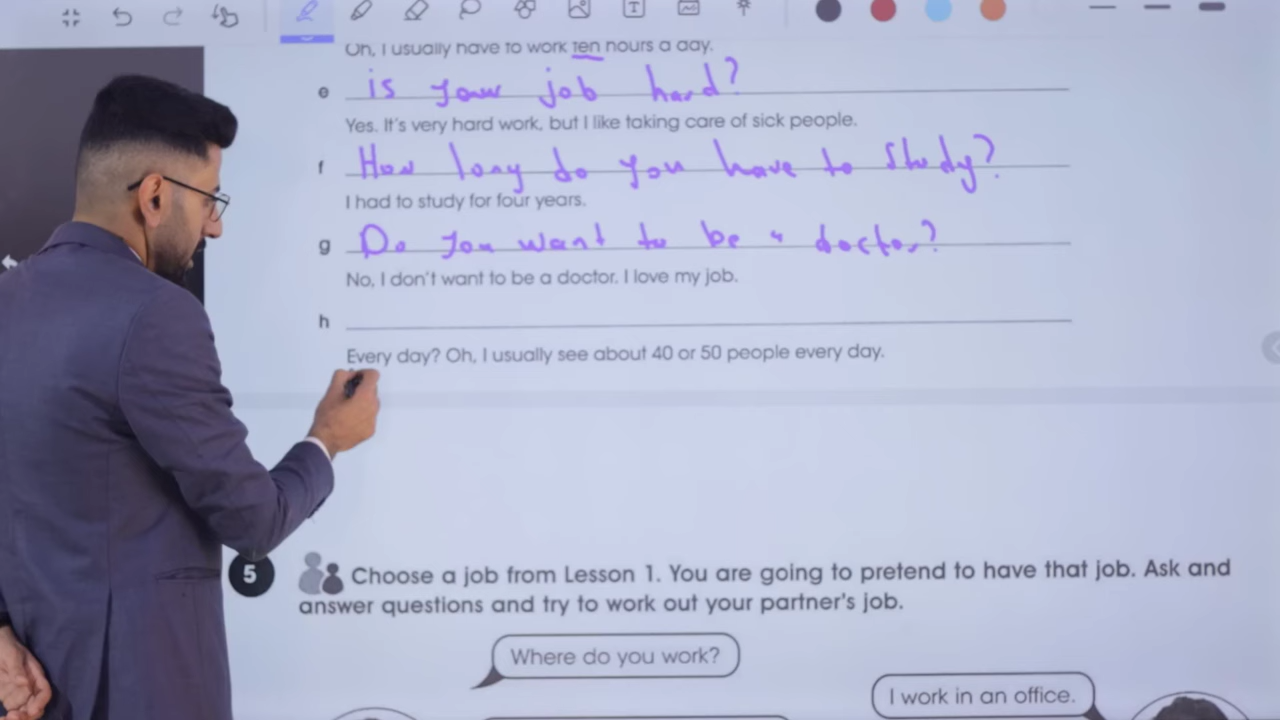 Oh, I usually have to work ten hours a day.
e is your job hard?
Yes. It's very hard work, but I like taking care of sick people.
f How long do you have to study?
I had to study for four years.
g Do you want to be a doctor?
No, I don't want to be a doctor. I love my job.
h
Every day? Oh, I usually see about 40 or 50 people every day.
5 Choose a job from Lesson 1. You are going to pretend to have that job. Ask and
answer questions and try to work out your partner's job.
Where do you work?
I work in an office.